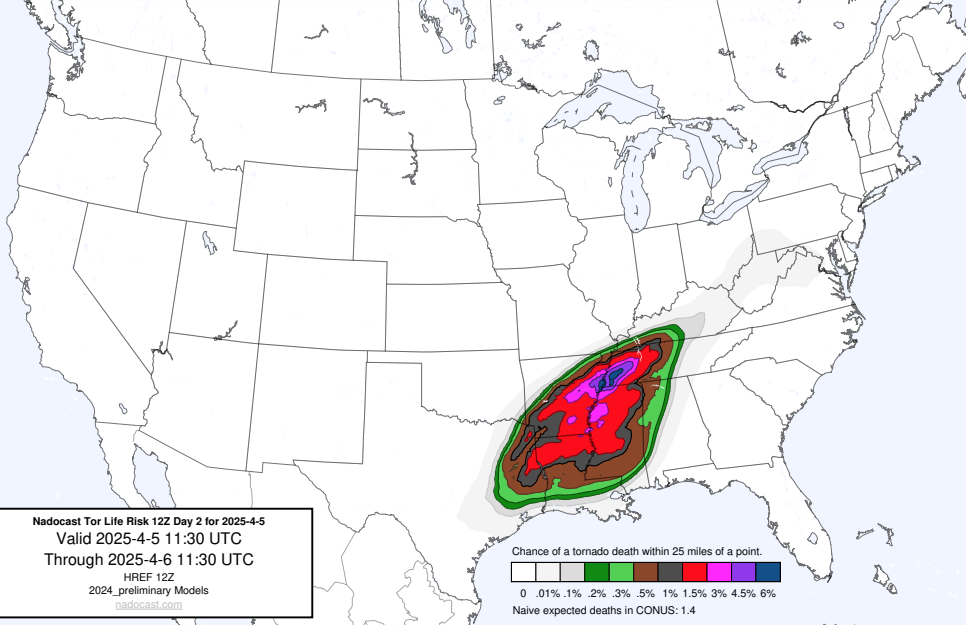 Nadocast Tor Life Risk 12Z Day 2 for 2025-4-5
Valid 2025-4-5 11:30 UTC
Through 2025-4-6 11:30 UTC
HREF 12Z
2024_preliminary Models
nadocast.com
Chance of a tornado death within 25 miles of a point.
0 .01% .1% .2% .3% .5% 1% 1.5% 3% 4.5% 6%
Naive expected deaths in CONUS: 1.4